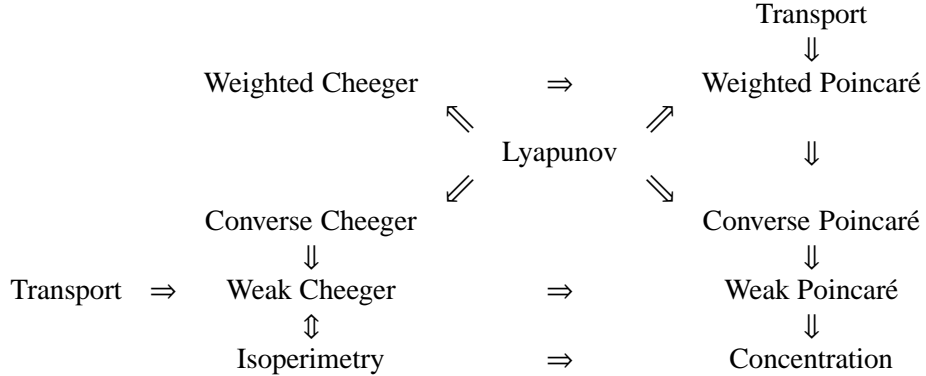 Transport
⇓
Weighted Cheeger ⇒ Weighted Poincaré
⇖ ⇗
Lyapunov ⇓
⇙ ⇘
Converse Cheeger Converse Poincaré
⇓ ⇓
Transport ⇒ Weak Cheeger ⇒ Weak Poincaré
⇕ ⇓
Isoperimetry ⇒ Concentration